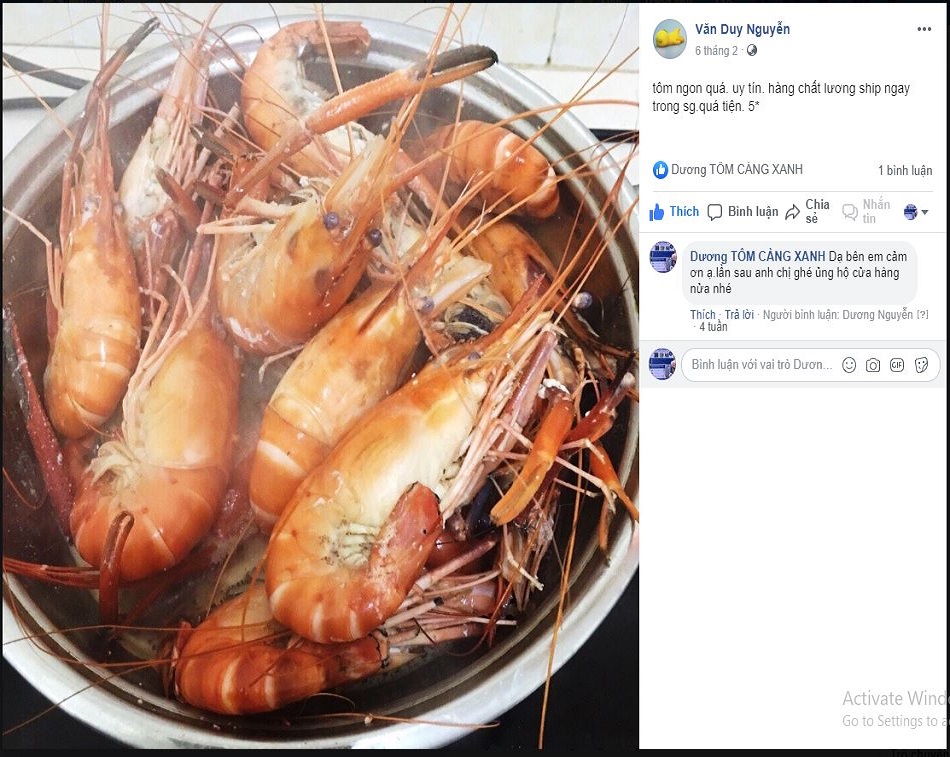 Văn Duy Nguyễn
6 tháng 2 ·
tôm ngon quá. uy tín. hàng chất lương ship ngay
trong sg.quá tiện. 5*
Dương TÔM CÀNG XANH
1 bình luận
Thích
Bình luận
Chia
sẻ
Nhắn
tin
Dương TÔM CÀNG XANH Dạ bên em cảm
ơn ạ.lần sau anh chị ghé ủng hộ cửa hàng
nửa nhé
Thích · Trả lời · Người bình luận: Dương Nguyễn [?]
· 4 tuần
Bình luận với vai trò Dươn...
GIF
Activate Wind
Go to Settings to a
Trò chuyện